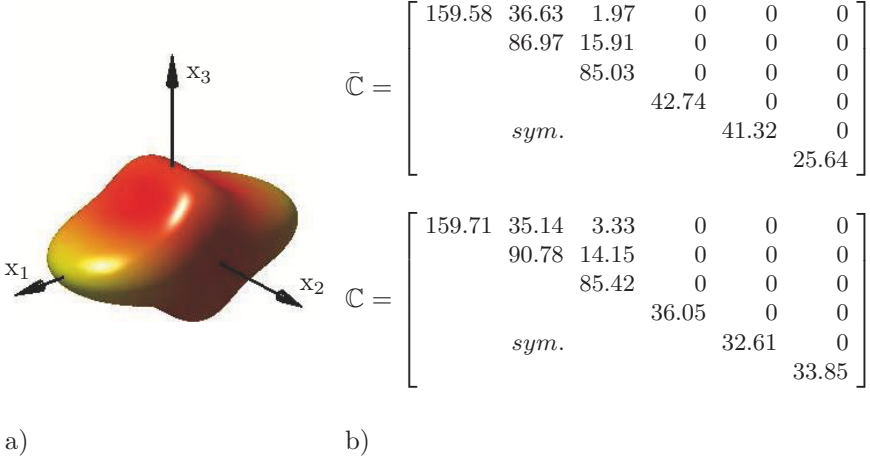 x₃
x₁
x₂
a)
ℂ̄ =
159.58 36.63 1.97 0 0 0
86.97 15.91 0 0 0
85.03 0 0 0
42.74 0 0
sym. 41.32 0
25.64
ℂ =
159.71 35.14 3.33 0 0 0
90.78 14.15 0 0 0
85.42 0 0 0
36.05 0 0
sym. 32.61 0
33.85
b)